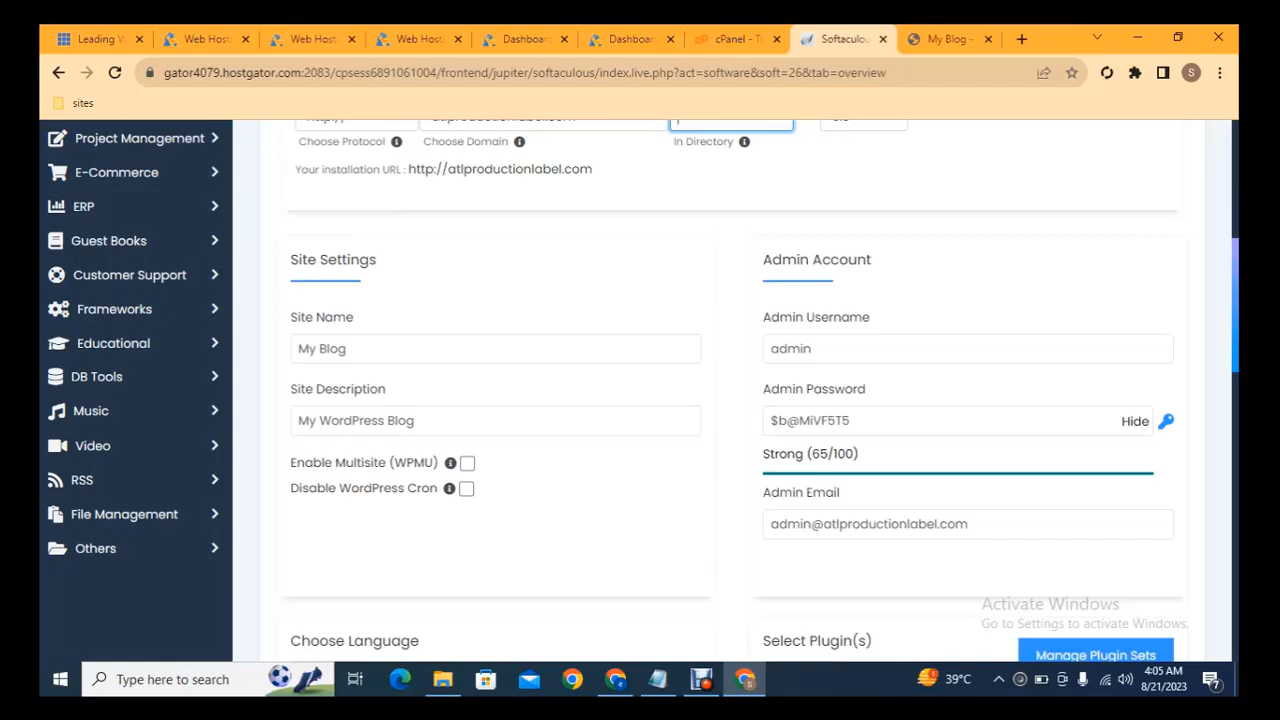 Leading W
Web Host
Web Host
Web Host
Dashboar
Dashboar
cPanel - T
Softaculou
My Blog –
gator4079.hostgator.com:2083/cpsess6891061004/frontend/jupiter/softaculous/index.live.php?act=software&soft=26&tab=overview
S
sites
Project Management
E-Commerce
ERP
Guest Books
Customer Support
Frameworks
Educational
DB Tools
Music
Video
RSS
File Management
Others
Choose Protocol
Choose Domain
In Directory
Your installation URL : http://atlproductionlabel.com
Site Settings
Site Name
My Blog
Site Description
My WordPress Blog
Enable Multisite (WPMU)
Disable WordPress Cron
Admin Account
Admin Username
admin
Admin Password
$b@MiVF5T5
Hide
Strong (65/100)
Admin Email
admin@atlproductionlabel.com
Choose Language
Select Plugin(s)
Manage Plugin Sets
Activate Windows
Go to Settings to activate Windows.
Type here to search
39°C
4:05 AM
8/21/2023
7